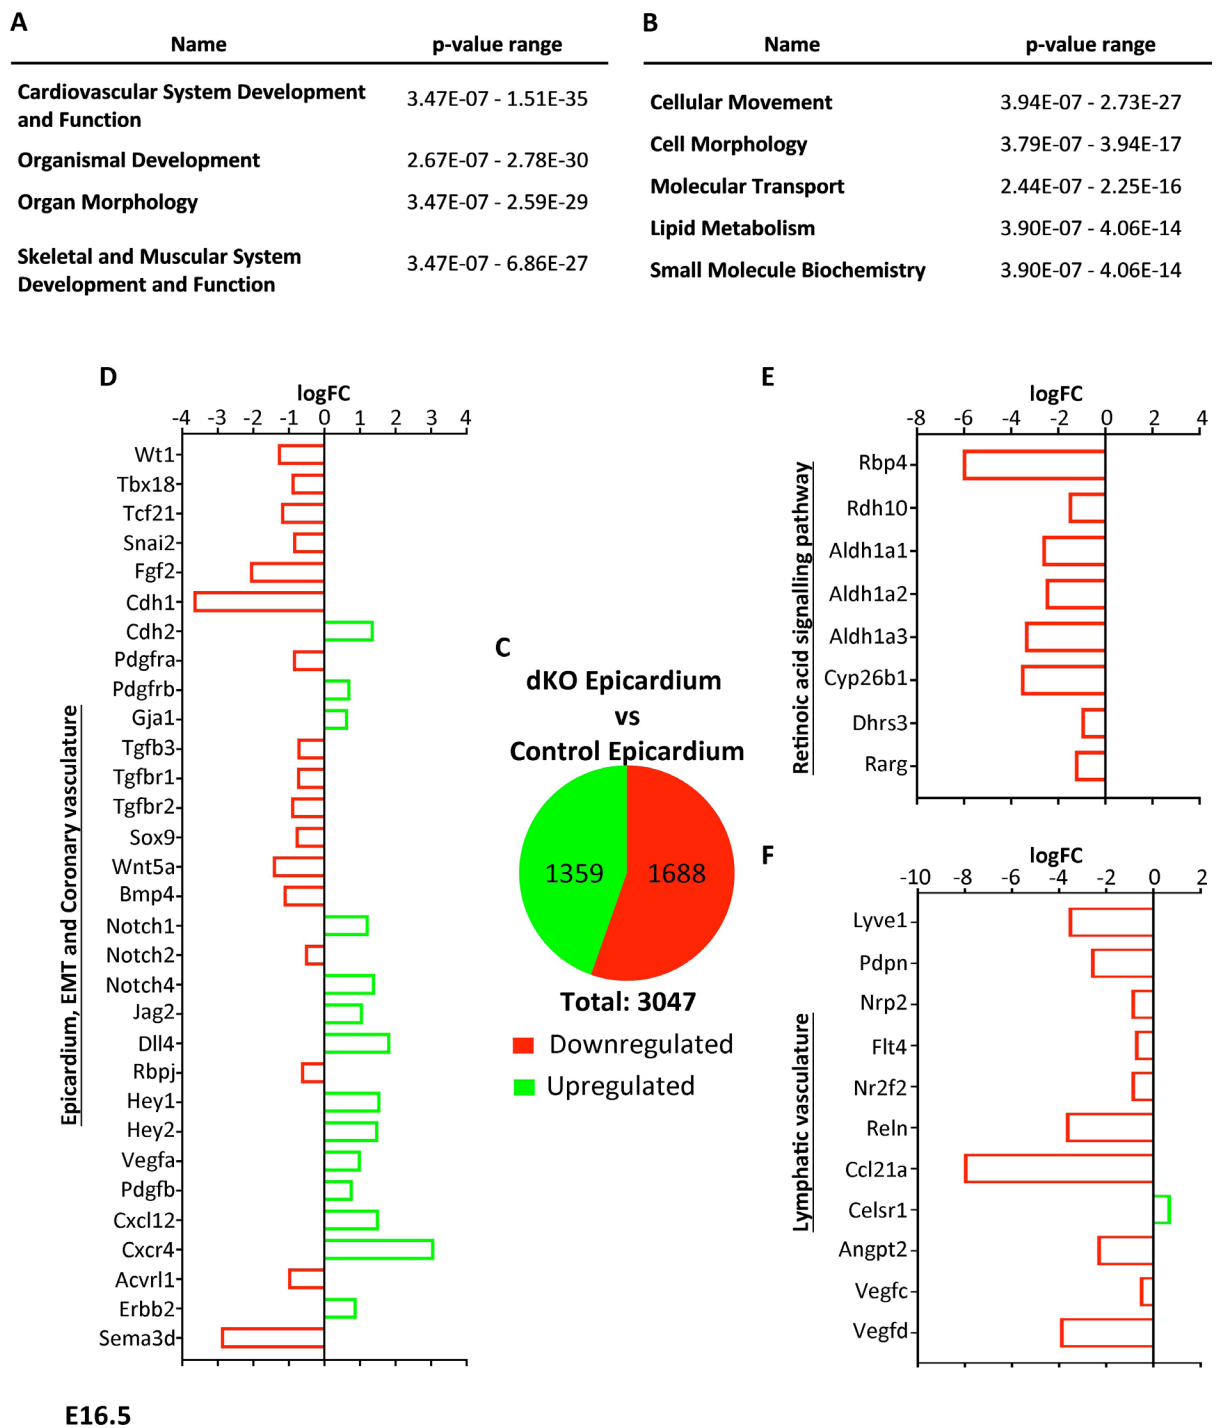 A
Name p-value range
Cardiovascular System Development
and Function
3.47E-07 - 1.51E-35
Organismal Development 2.67E-07 - 2.78E-30
Organ Morphology 3.47E-07 - 2.59E-29
Skeletal and Muscular System
Development and Function
3.47E-07 - 6.86E-27
B
Name p-value range
Cellular Movement 3.94E-07 - 2.73E-27
Cell Morphology 3.79E-07 - 3.94E-17
Molecular Transport 2.44E-07 - 2.25E-16
Lipid Metabolism 3.90E-07 - 4.06E-14
Small Molecule Biochemistry 3.90E-07 - 4.06E-14
D
logFC
-4 -3 -2 -1 0 1 2 3 4
Epicardium, EMT and Coronary vasculature
Wt1
Tbx18
Tcf21
Snai2
Fgf2
Cdh1
Cdh2
Pdgfra
Pdgfrb
Gja1
Tgfb3
Tgfbr1
Tgfbr2
Sox9
Wnt5a
Bmp4
Notch1
Notch2
Notch4
Jag2
Dll4
Rbpj
Hey1
Hey2
Vegfa
Pdgfb
Cxcl12
Cxcr4
Acvrl1
Erbb2
Sema3d
C
dKO Epicardium
vs
Control Epicardium
1359 1688
Total: 3047
Downregulated
Upregulated
E
logFC
-8 -6 -4 -2 0 2 4
Retinoic acid signalling pathway
Rbp4
Rdh10
Aldh1a1
Aldh1a2
Aldh1a3
Cyp26b1
Dhrs3
Rarg
F
logFC
-10 -8 -6 -4 -2 0 2
Lymphatic vasculature
Lyve1
Pdpn
Nrp2
Flt4
Nr2f2
Reln
Ccl21a
Celsr1
Angpt2
Vegfc
Vegfd
E16.5